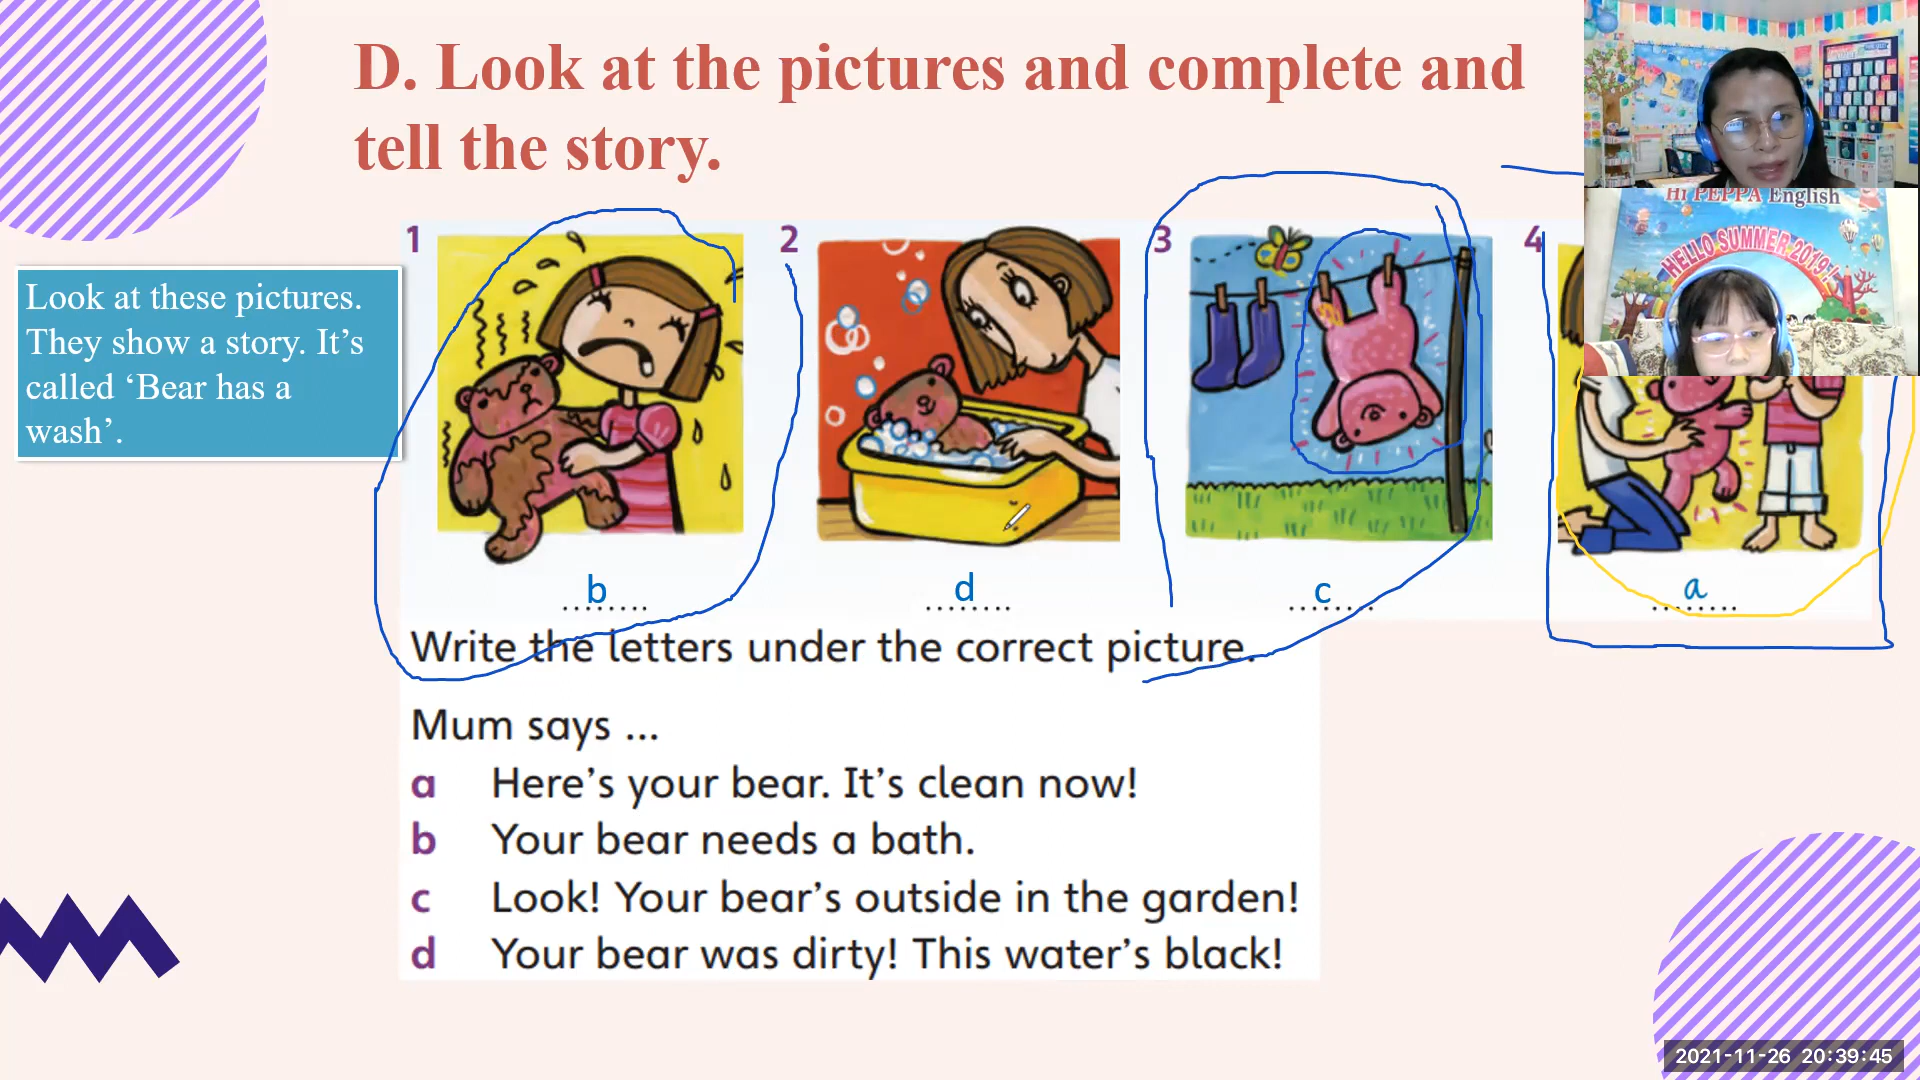 D. Look at the pictures and complete and
tell the story.
Look at these pictures.
They show a story. It’s
called ‘Bear has a
wash’.
1
2
3
4
b
d
c
a
Write the letters under the correct picture.
Mum says ...
a Here’s your bear. It’s clean now!
b Your bear needs a bath.
c Look! Your bear’s outside in the garden!
d Your bear was dirty! This water’s black!
Hi PEPPA English
HELLO SUMMER 2019!
2021-11-26 20:39:45